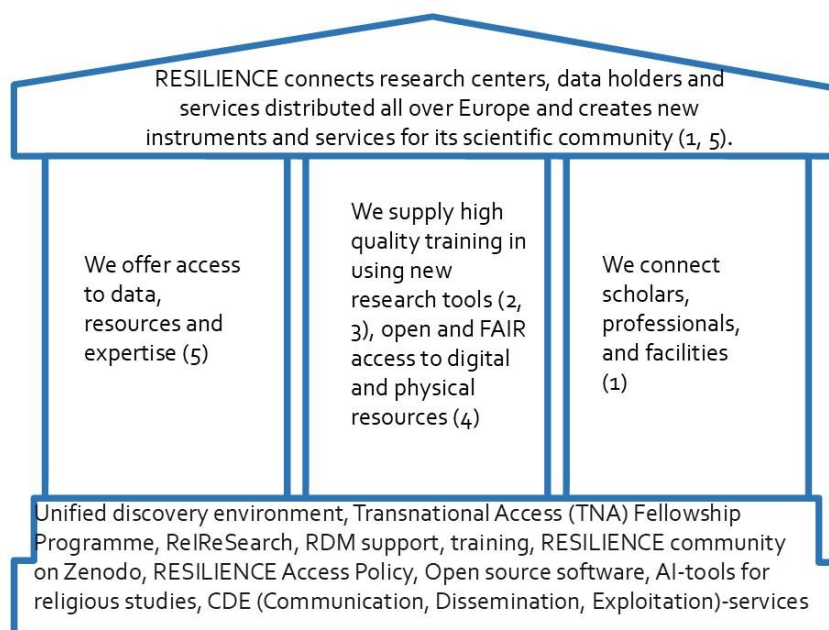 RESILIENCE connects research centers, data holders and
services distributed all over Europe and creates new
instruments and services for its scientific community (1, 5).
We offer access
to data,
resources and
expertise (5)
We supply high
quality training in
using new
research tools (2,
3), open and FAIR
access to digital
and physical
resources (4)
We connect
scholars,
professionals,
and facilities
(1)
Unified discovery environment, Transnational Access (TNA) Fellowship
Programme, ReIReSearch, RDM support, training, RESILIENCE community
on Zenodo, RESILIENCE Access Policy, Open source software, AI-tools for
religious studies, CDE (Communication, Dissemination, Exploitation)-services